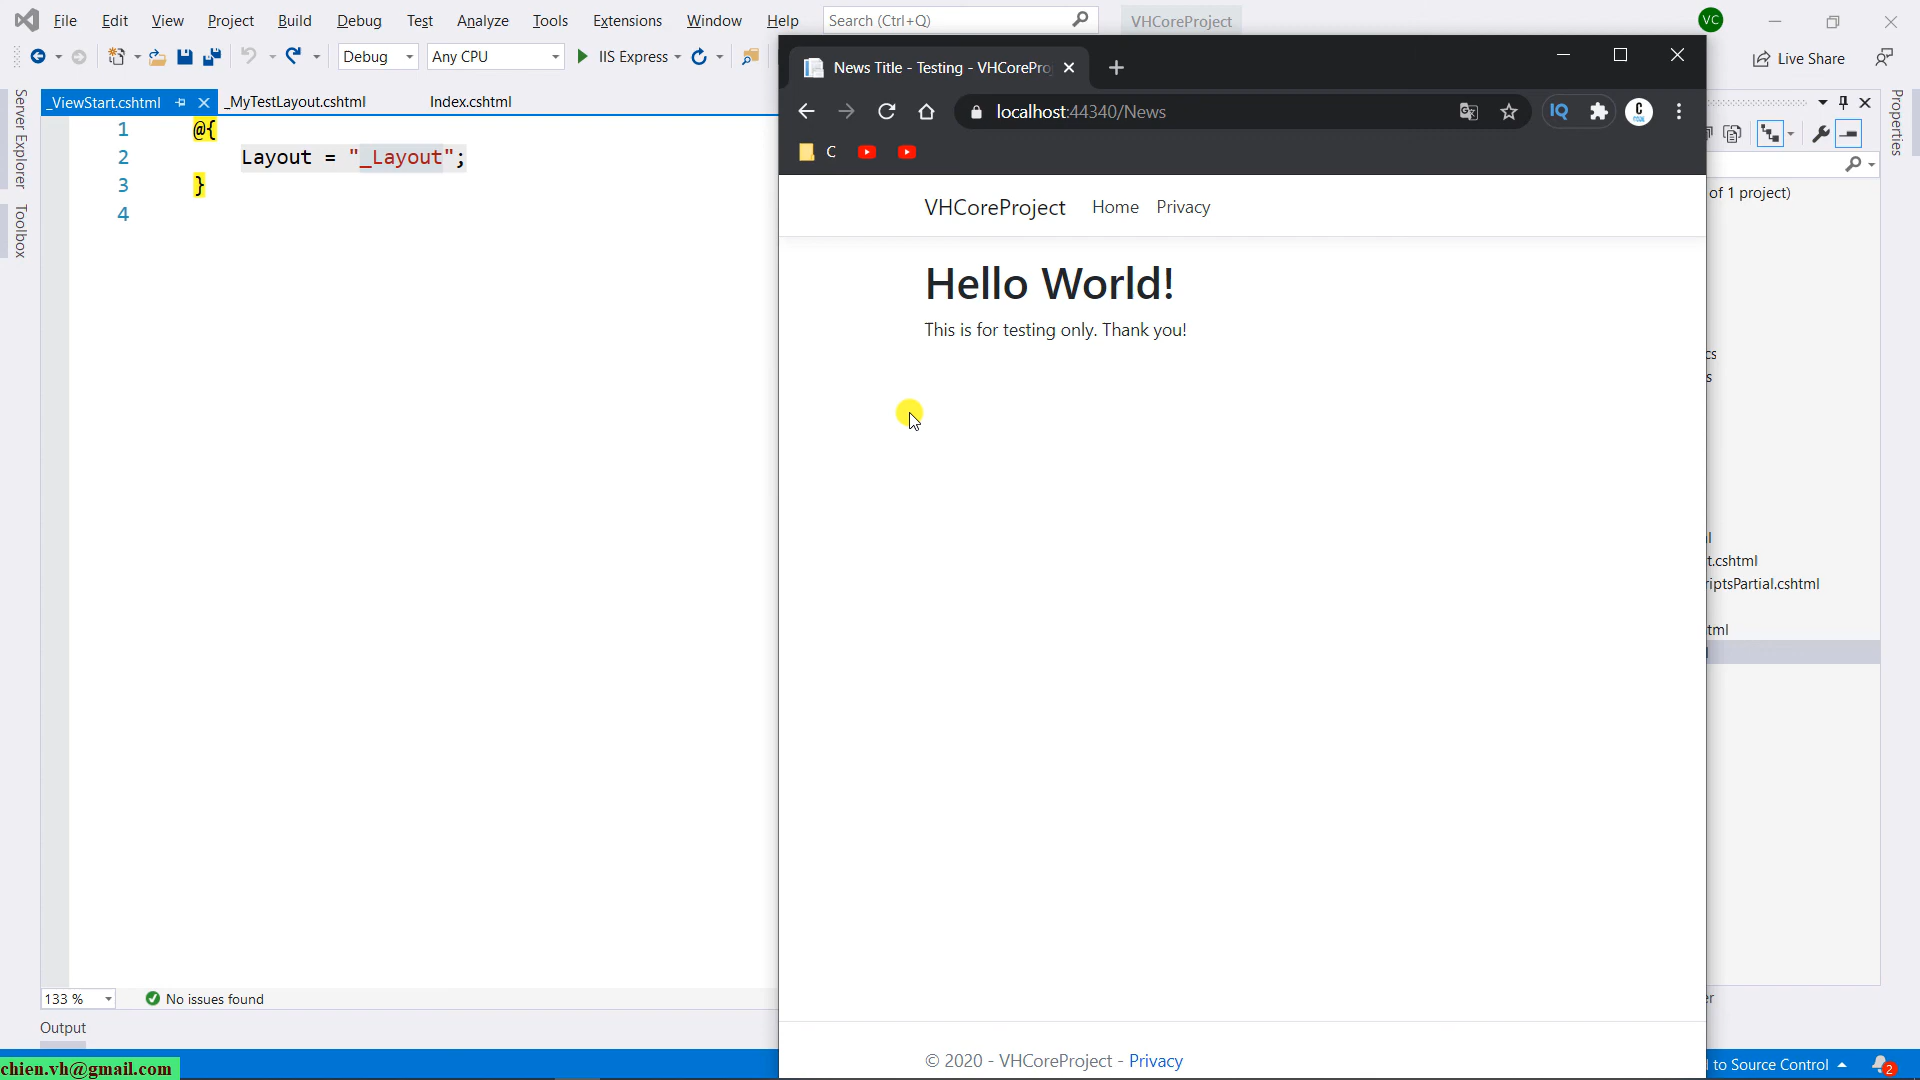 File Edit View Project Build Debug Test Analyze Tools Extensions Window Help Search (Ctrl+Q) VHCoreProject VC
Debug Any CPU IIS Express Live Share
Server Explorer
Toolbox
_ViewStart.cshtml _MyTestLayout.cshtml Index.cshtml
1 @{
2 Layout = "_Layout";
3 }
4
News Title - Testing - VHCorePro
localhost:44340/News IQ
C
VHCoreProject Home Privacy
Hello World!
This is for testing only. Thank you!
© 2020 - VHCoreProject - Privacy
Properties
of 1 project)
cs
s
t.cshtml
iptsPartial.cshtml
tml
133 % No issues found
Output
to Source Control 2
chien.vh@gmail.com